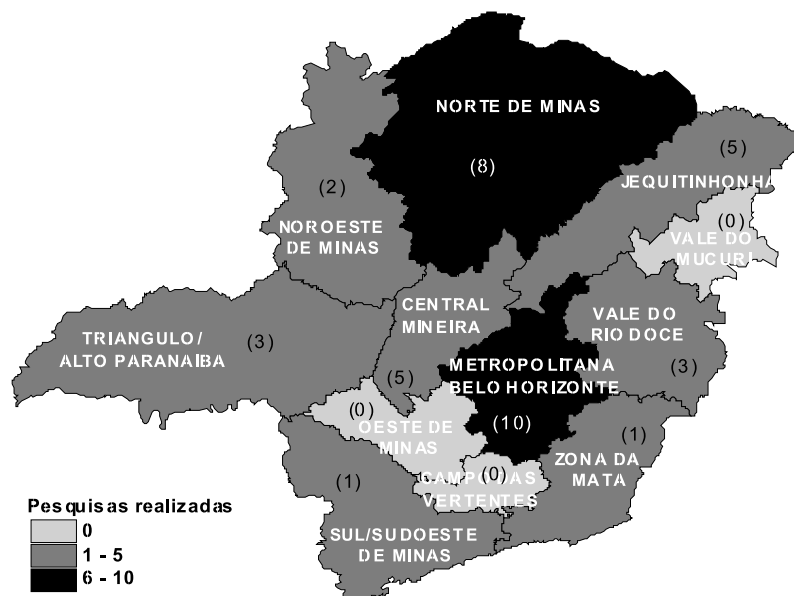 NORTE DE MINAS
(8)
(5)
JEQUITINHONHA
(2)
NOROESTE
DE MINAS
(0)
VALE DO
MUCURI
CENTRAL
MINEIRA
(5)
VALE DO
RIO DOCE
(3)
TRIANGULO/
ALTO PARANAIBA
(3)
METROPOLITANA
BELO HORIZONTE
(10)
(0)
OESTE DE
MINAS
(1)
ZONA DA
MATA
(0)
CAMPO DAS
VERTENTES
(1)
SUL/SUDOESTE
DE MINAS
Pesquisas realizadas
0
1 - 5
6 - 10